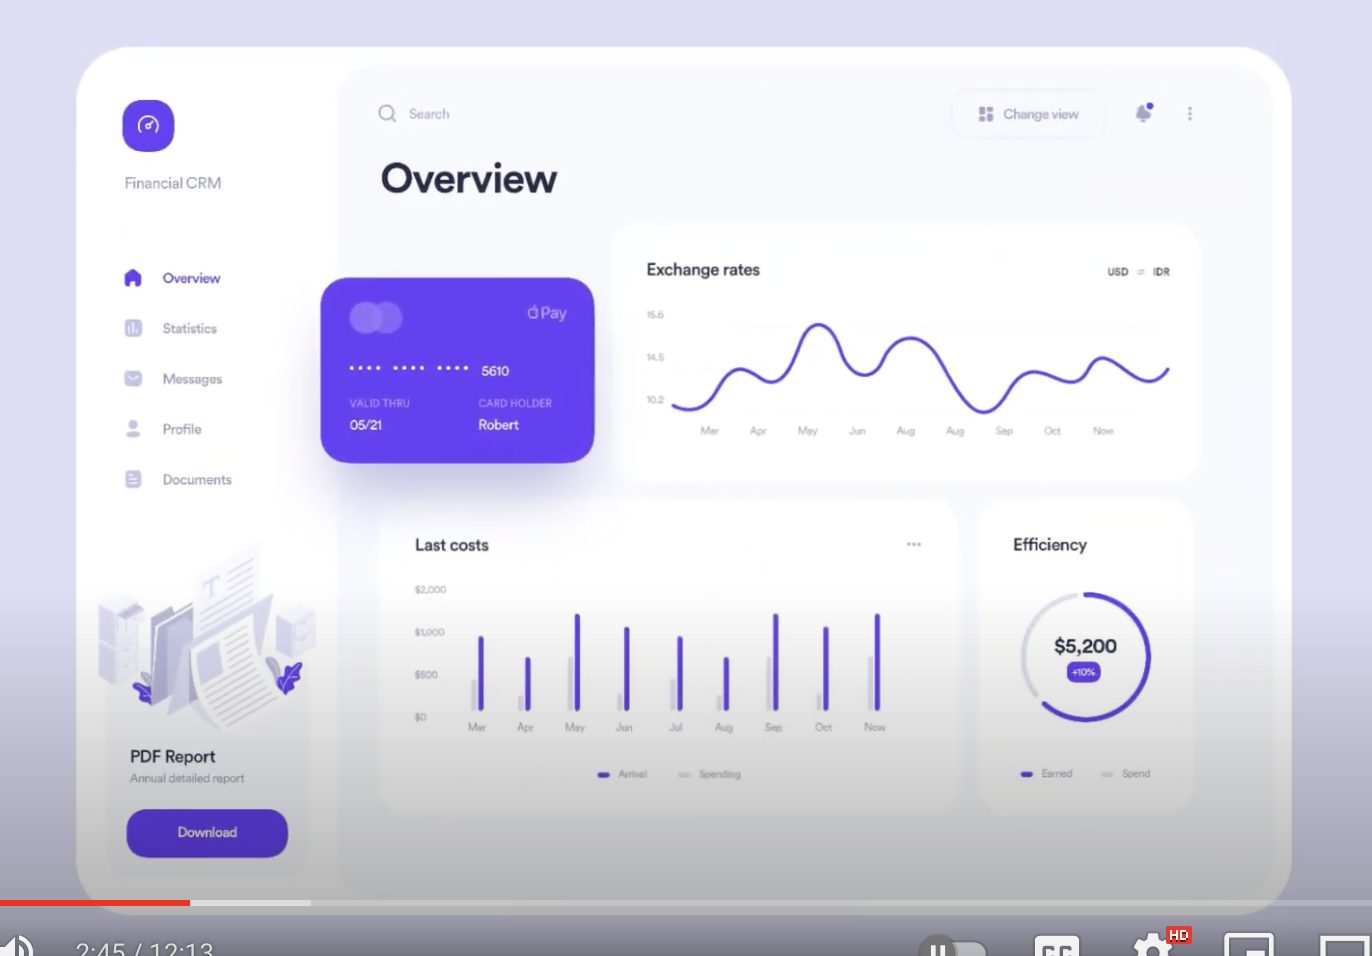 Search
Change view
Financial CRM
Overview
Overview
Statistics
Messages
Profile
Documents
Pay
•••• •••• •••• 5610
VALID THRU
CARD HOLDER
05/21
Robert
Exchange rates
USD ⇌ IDR
15.6
14.5
10.2
Mar Apr May Jun Aug Aug Sep Oct Now
Last costs
$2,000
$1,000
$500
$0
Mar Apr May Jun Jul Aug Sep Oct Now
Arrival Spending
Efficiency
$5,200
+10%
Earned Spend
T
PDF Report
Annual detailed report
Download
2:45 / 12:13
CC
HD